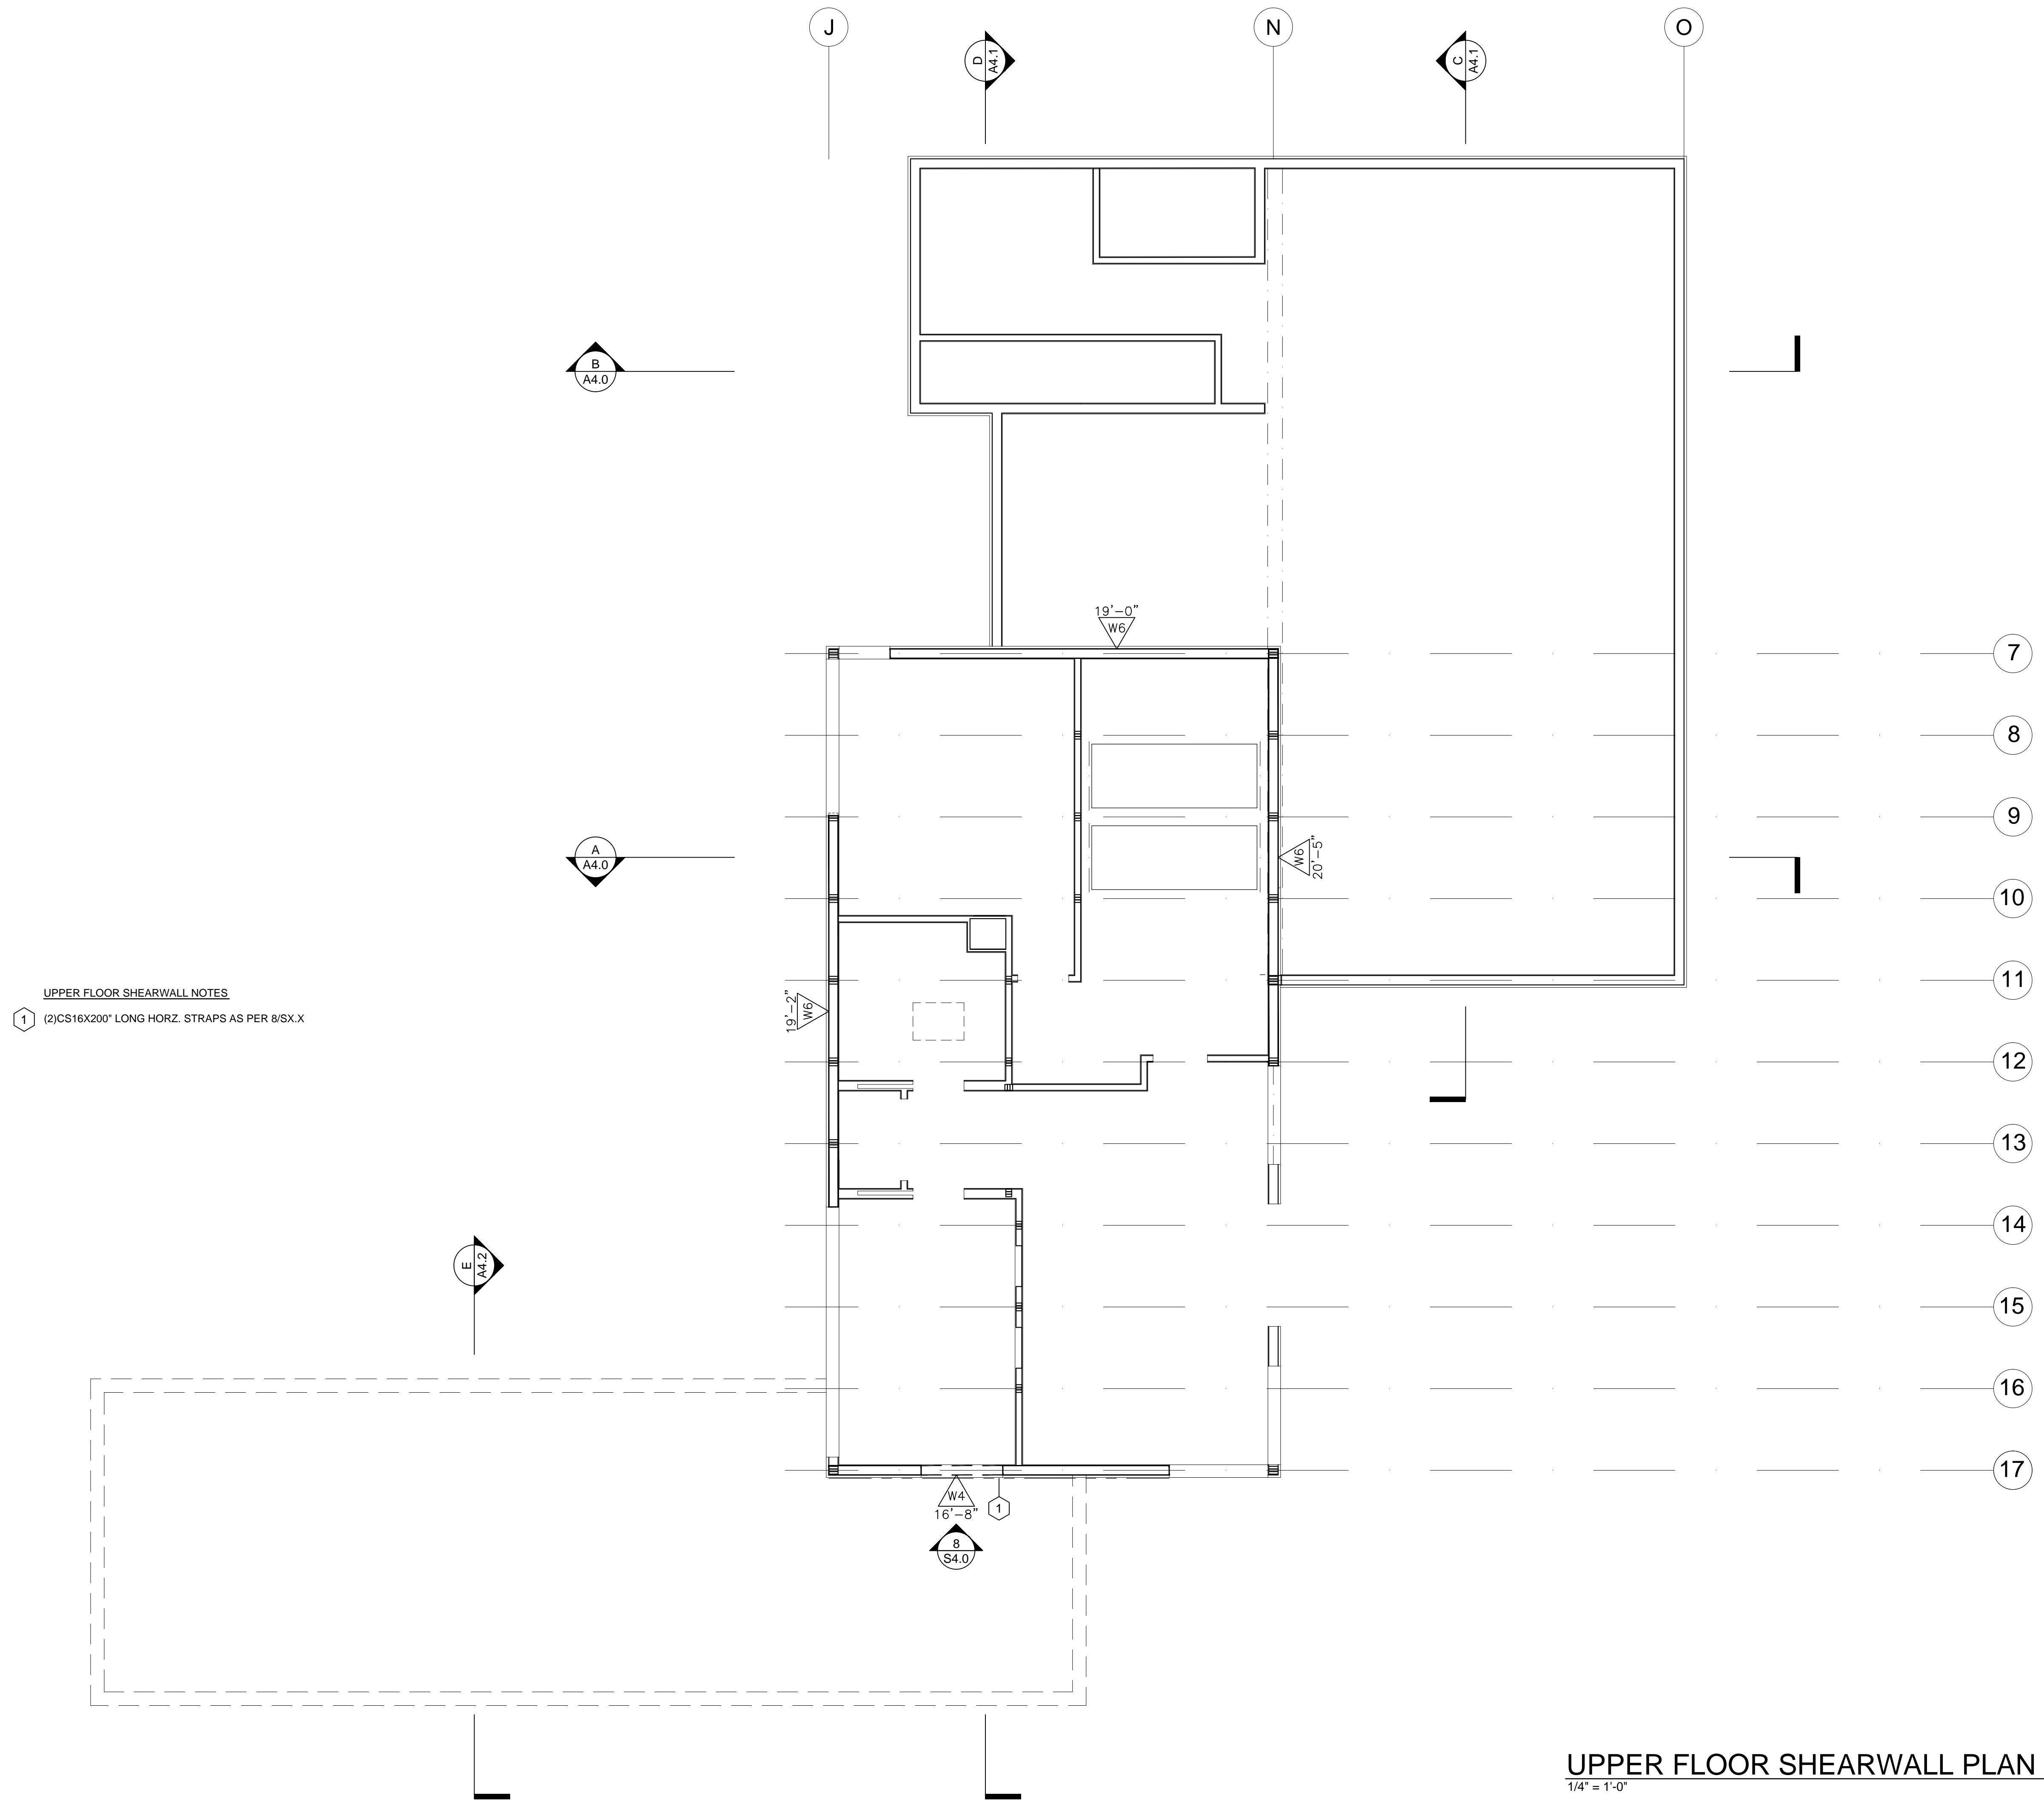 J
N
O
D
A4.1
C
A4.1
B
A4.0
19'-0"
W6
7
8
9
A
A4.0
W6
20'-5"
10
11
UPPER FLOOR SHEARWALL NOTES
1 (2)CS16X200" LONG HORZ. STRAPS AS PER 8/SX.X
19'-2"
W6
12
13
14
E
A4.2
15
16
17
W4
16'-8"
1
8
S4.0
UPPER FLOOR SHEARWALL PLAN
1/4" = 1'-0"